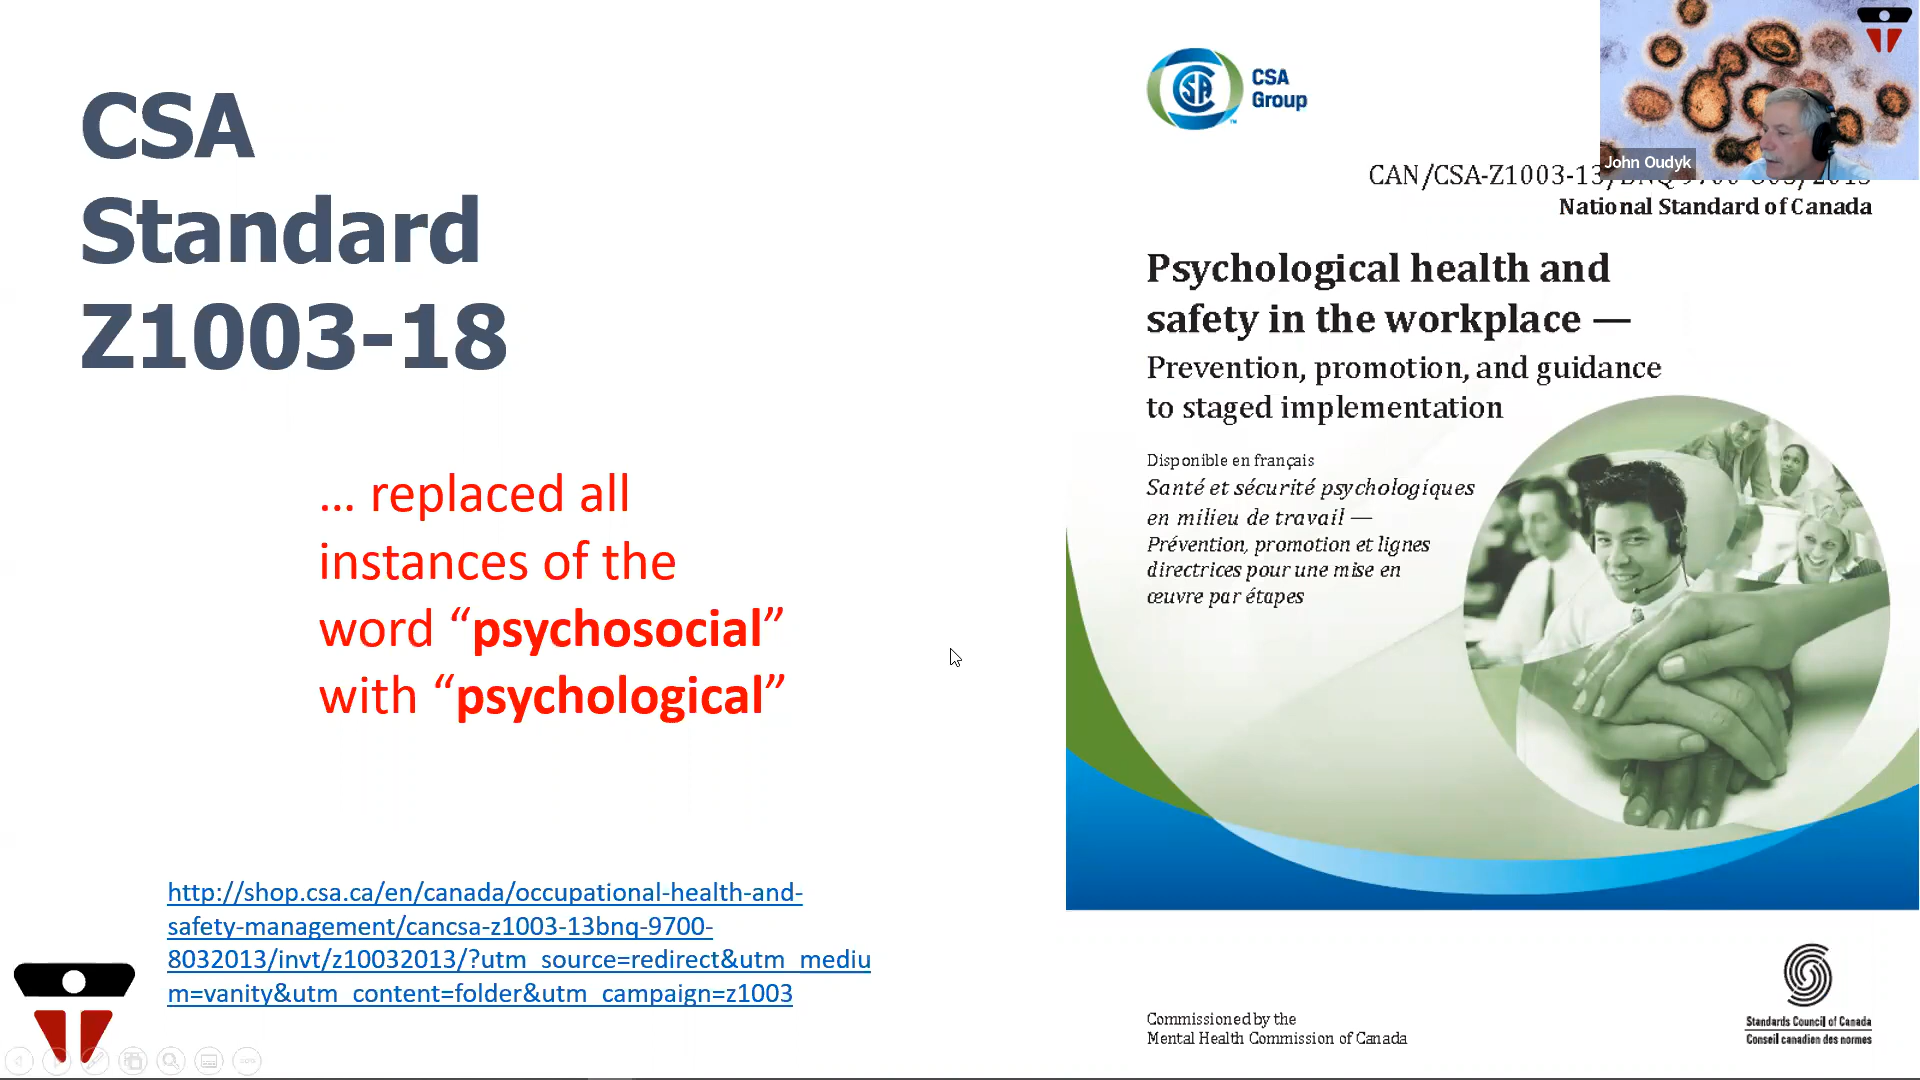 CSA
Standard
Z1003-18
... replaced all
instances of the
word “psychosocial”
with “psychological”
http://shop.csa.ca/en/canada/occupational-health-and-
safety-management/cancsa-z1003-13bnq-9700-
8032013/invt/z10032013/?utm_source=redirect&utm_mediu
m=vanity&utm_content=folder&utm_campaign=z1003
CSA
Group
John Oudyk
CAN/CSA-Z1003-13/BNQ 9700-803/2013
National Standard of Canada
Psychological health and
safety in the workplace —
Prevention, promotion, and guidance
to staged implementation
Disponible en français
Santé et sécurité psychologiques
en milieu de travail —
Prévention, promotion et lignes
directrices pour une mise en
œuvre par étapes
Commissioned by the
Mental Health Commission of Canada
Standards Council of Canada
Conseil canadien des normes